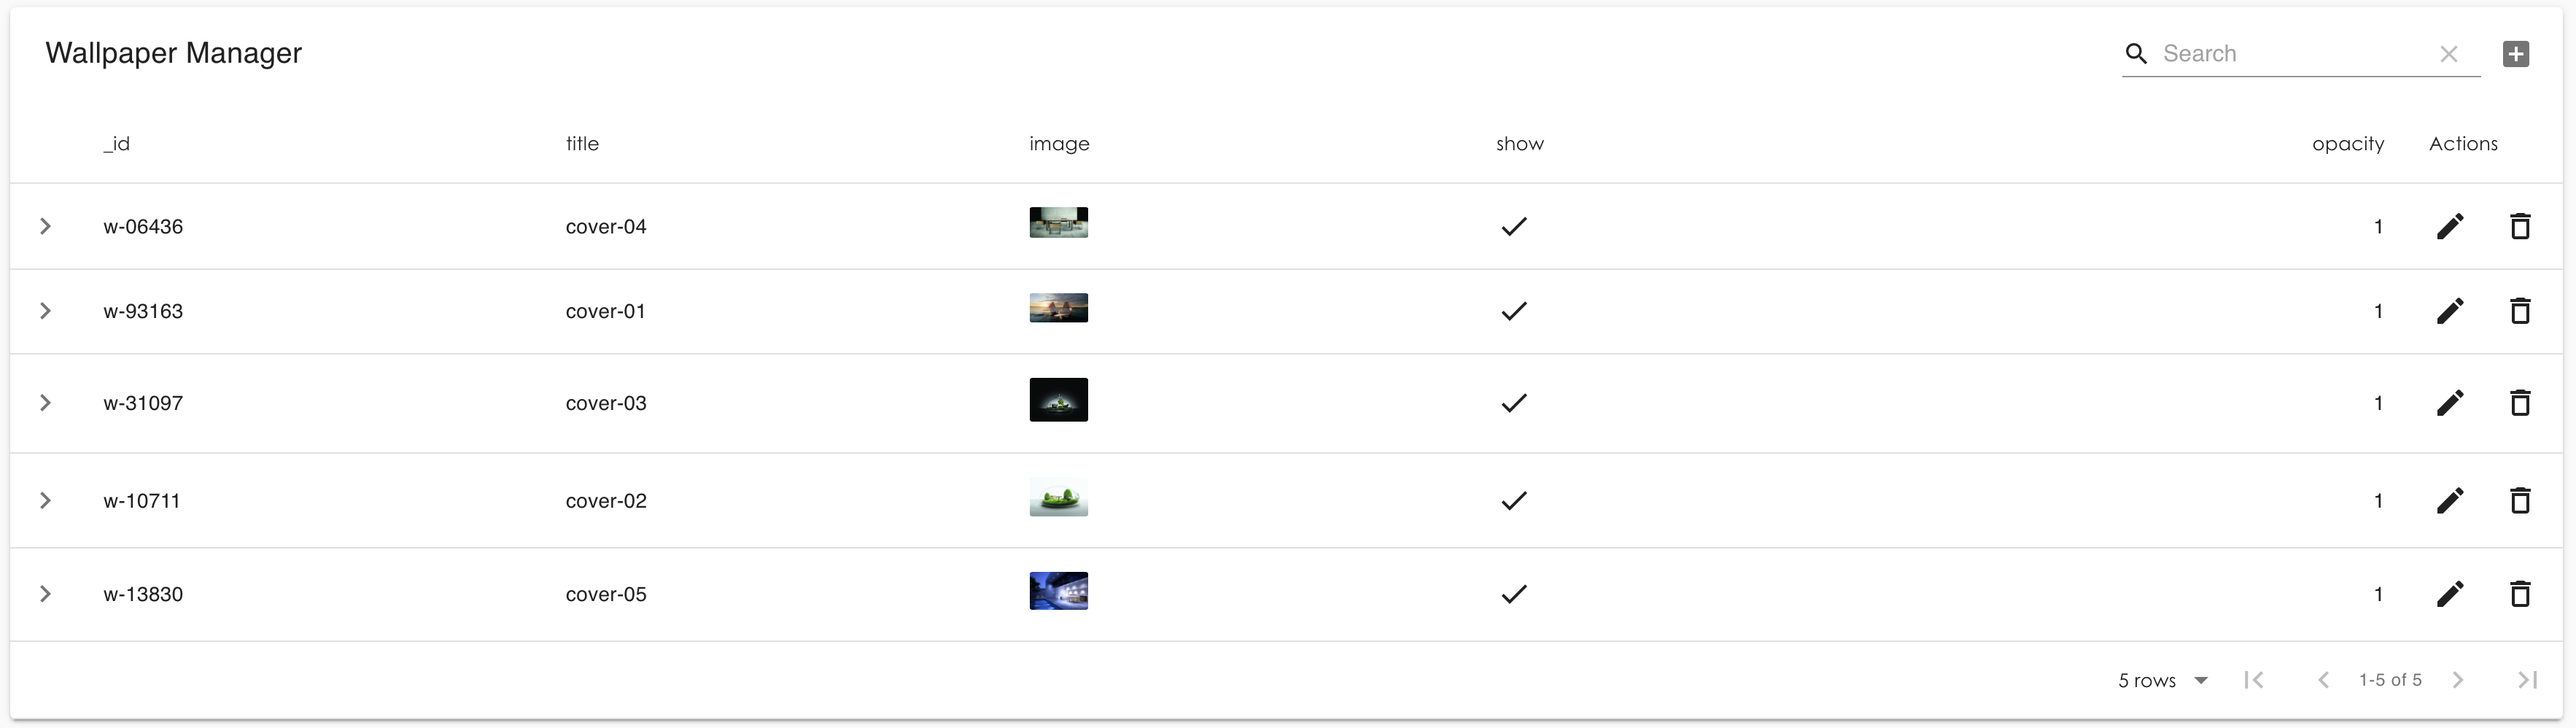 Wallpaper Manager
Search
_id title image show opacity Actions
w-06436 cover-04 1
w-93163 cover-01 1
w-31097 cover-03 1
w-10711 cover-02 1
w-13830 cover-05 1
5 rows 1-5 of 5